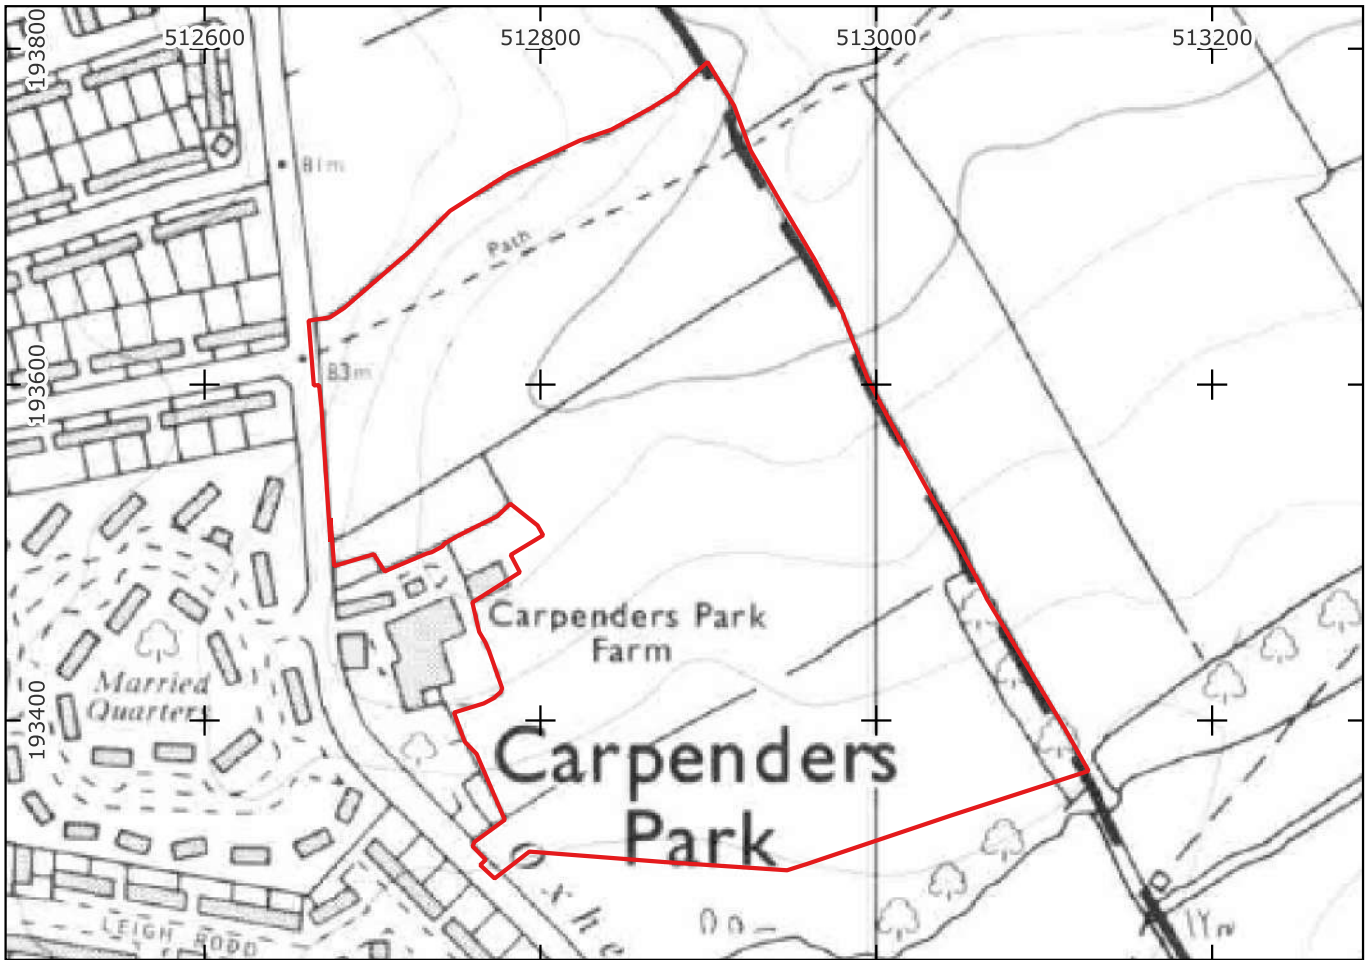 512600
512800
513000
513200
193800
81m
Path
193600
83m
Carpenders Park
Farm
Married
Quarters
193400
Carpenders
Park
the
LEIGH ROAD